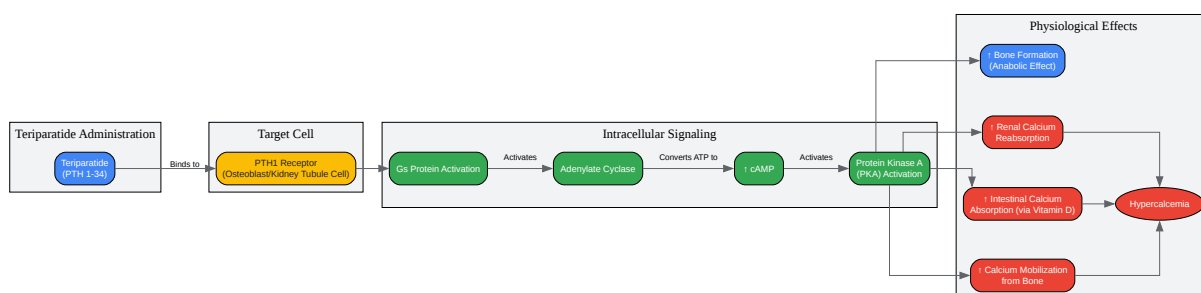 Physiological Effects
↑ Bone Formation
(Anabolic Effect)
Teriparatide Administration
Target Cell
Intracellular Signaling
↑ Renal Calcium
Reabsorption
Teriparatide
(PTH 1-34)
Binds to
PTH1 Receptor
(Osteoblast/Kidney Tubule Cell)
Gs Protein Activation
Activates
Adenylate Cyclase
Converts ATP to
↑ cAMP
Activates
Protein Kinase A
(PKA) Activation
↑ Intestinal Calcium
Absorption (via Vitamin D)
Hypercalcemia
↑ Calcium Mobilization
from Bone